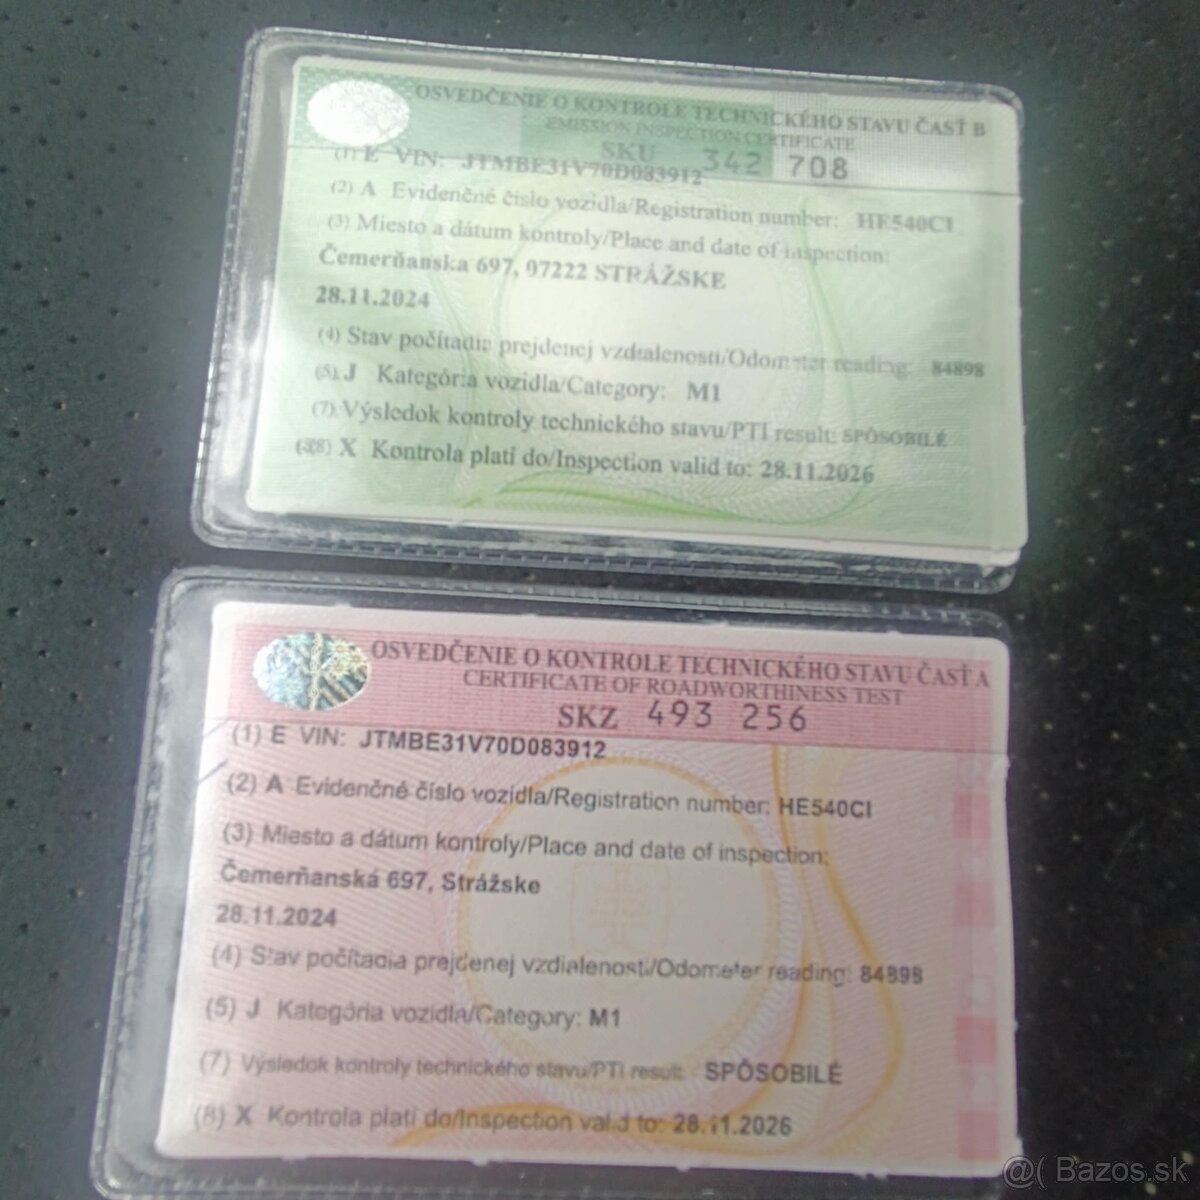 OSVEDČENIE O KONTROLE TECHNICKÉHO STAVU ČASŤ B
EMISSION INSPECTION CERTIFICATE
SKU 342 708
(1) E VIN: JTMBE31V70D083912
(2) A Evidenčné číslo vozidla/Registration number: HE540CI
(3) Miesto a dátum kontroly/Place and date of inspection:
Čemerňanska 697, 07222 STRÁŽSKE
28.11.2024
(4) Stav počítadla prejdenej vzdialenosti/Odometer reading: 84898
(5) J Kategória vozidla/Category: M1
(7) Výsledok kontroly technického stavu/PTI result: SPÔSOBILÉ
(8) X Kontrola platí do/Inspection valid to: 28.11.2026
OSVEDČENIE O KONTROLE TECHNICKÉHO STAVU ČASŤ A
CERTIFICATE OF ROADWORTHINESS TEST
SKZ 493 256
(1) E VIN: JTMBE31V70D083912
(2) A Evidenčné číslo vozidla/Registration number: HE540CI
(3) Miesto a dátum kontroly/Place and date of inspection:
Čemerňanská 697, Strážske
28.11.2024
(4) Stav počítadla prejdenej vzdialenosti/Odometer reading: 84898
(5) J Kategória vozidla/Category: M1
(7) Výsledok kontroly technického stavu/PTI result: SPÔSOBILÉ
(8) X Kontrola platí do/Inspection valid to: 28.11.2026
@( Bazos.sk